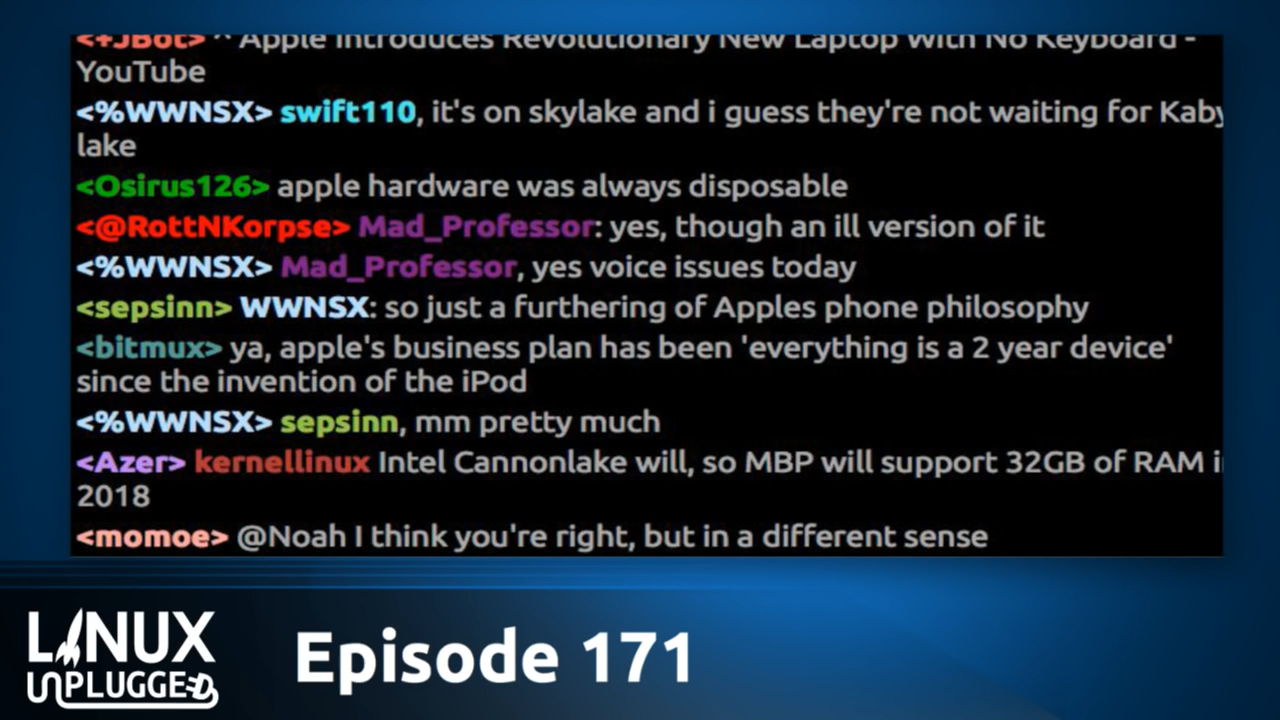 <+JBot> ^ Apple Introduces Revolutionary New Laptop With No Keyboard -
YouTube
<%WWNSX> swift110, it's on skylake and i guess they're not waiting for Kaby
lake
<Osirus126> apple hardware was always disposable
<@RottNKorpse> Mad_Professor: yes, though an ill version of it
<%WWNSX> Mad_Professor, yes voice issues today
<sepsinn> WWNSX: so just a furthering of Apples phone philosophy
<bitmux> ya, apple's business plan has been 'everything is a 2 year device'
since the invention of the iPod
<%WWNSX> sepsinn, mm pretty much
<Azer> kernellinux Intel Cannonlake will, so MBP will support 32GB of RAM in
2018
<momoe> @Noah I think you're right, but in a different sense
LINUX
UNPLUGGED
Episode 171